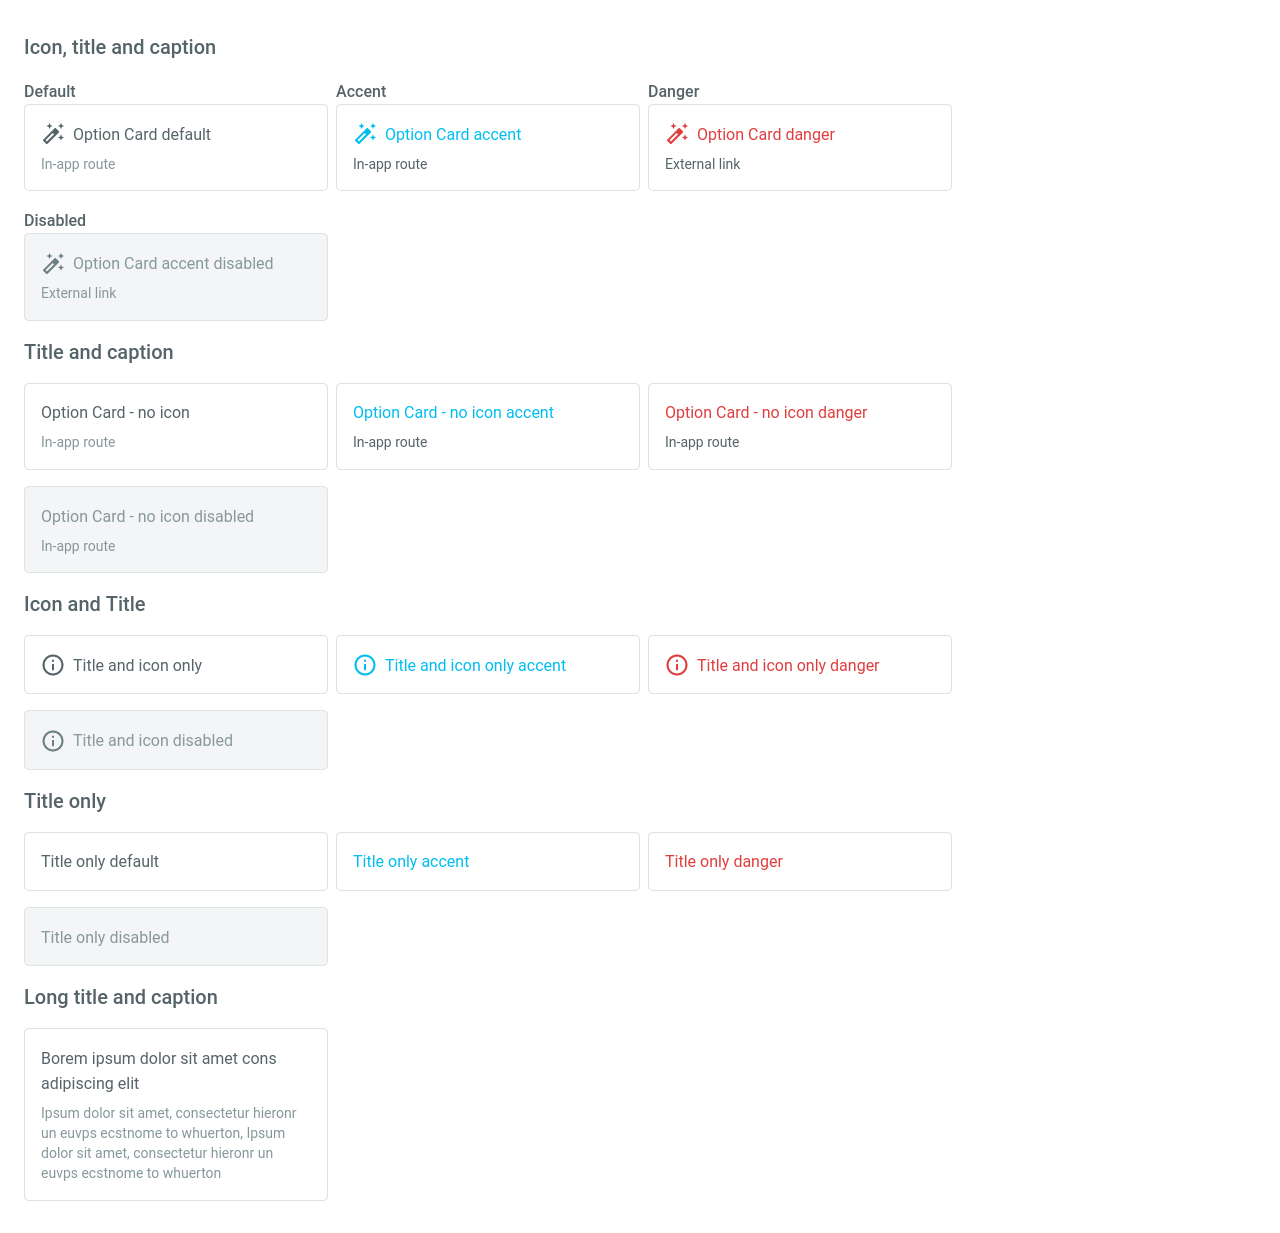 Icon, title and caption
Default
Accent
Danger
Option Card default
In-app route
Option Card accent
In-app route
Option Card danger
External link
Disabled
Option Card accent disabled
External link
Title and caption
Option Card - no icon
In-app route
Option Card - no icon accent
In-app route
Option Card - no icon danger
In-app route
Option Card - no icon disabled
In-app route
Icon and Title
Title and icon only
Title and icon only accent
Title and icon only danger
Title and icon disabled
Title only
Title only default
Title only accent
Title only danger
Title only disabled
Long title and caption
Borem ipsum dolor sit amet cons
adipiscing elit
Ipsum dolor sit amet, consectetur hieronr
un euvps ecstnome to whuerton, Ipsum
dolor sit amet, consectetur hieronr un
euvps ecstnome to whuerton